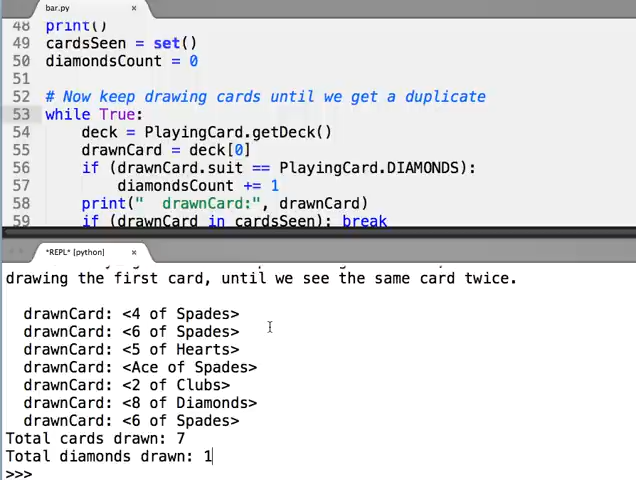 bar.py
48 print()
49 cardsSeen = set()
50 diamondsCount = 0
51
52 # Now keep drawing cards until we get a duplicate
53 while True:
54 deck = PlayingCard.getDeck()
55 drawnCard = deck[0]
56 if (drawnCard.suit == PlayingCard.DIAMONDS):
57 diamondsCount += 1
58 print("  drawnCard:", drawnCard)
59 if (drawnCard in cardsSeen): break
*REPL* [python]
drawing the first card, until we see the same card twice.
drawnCard: <4 of Spades>
drawnCard: <6 of Spades>
drawnCard: <5 of Hearts>
drawnCard: <Ace of Spades>
drawnCard: <2 of Clubs>
drawnCard: <8 of Diamonds>
drawnCard: <6 of Spades>
Total cards drawn: 7
Total diamonds drawn: 1
>>>